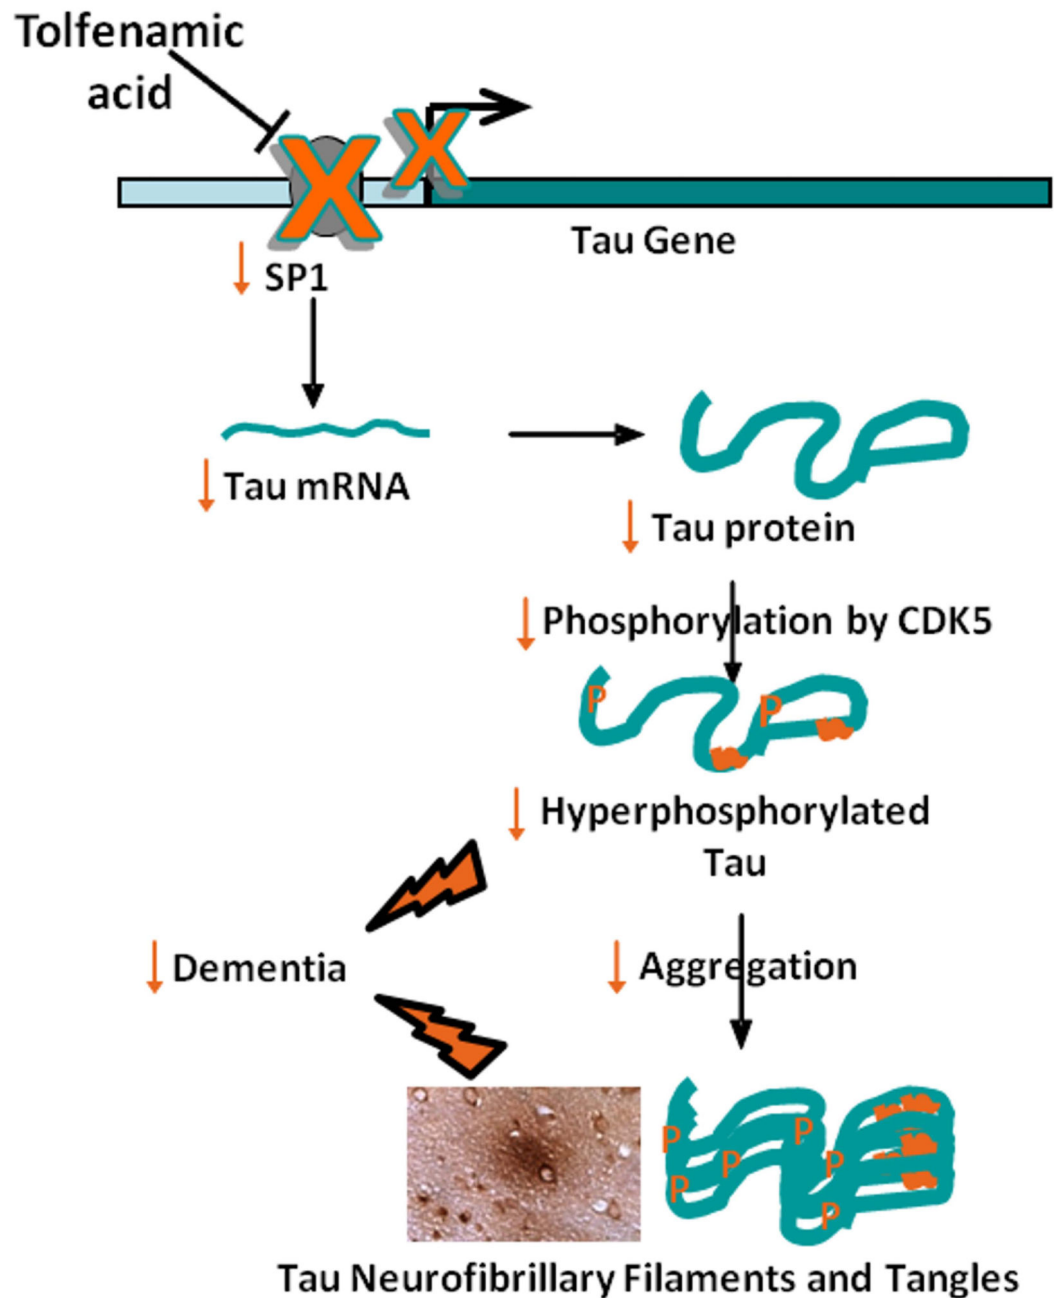 Tolfenamic
acid
Tau Gene
SP1
Tau mRNA
Tau protein
Phosphorylation by CDK5
P
P
Hyperphosphorylated
Tau
Dementia
Aggregation
P
P
P
P
P
P
Tau Neurofibrillary Filaments and Tangles